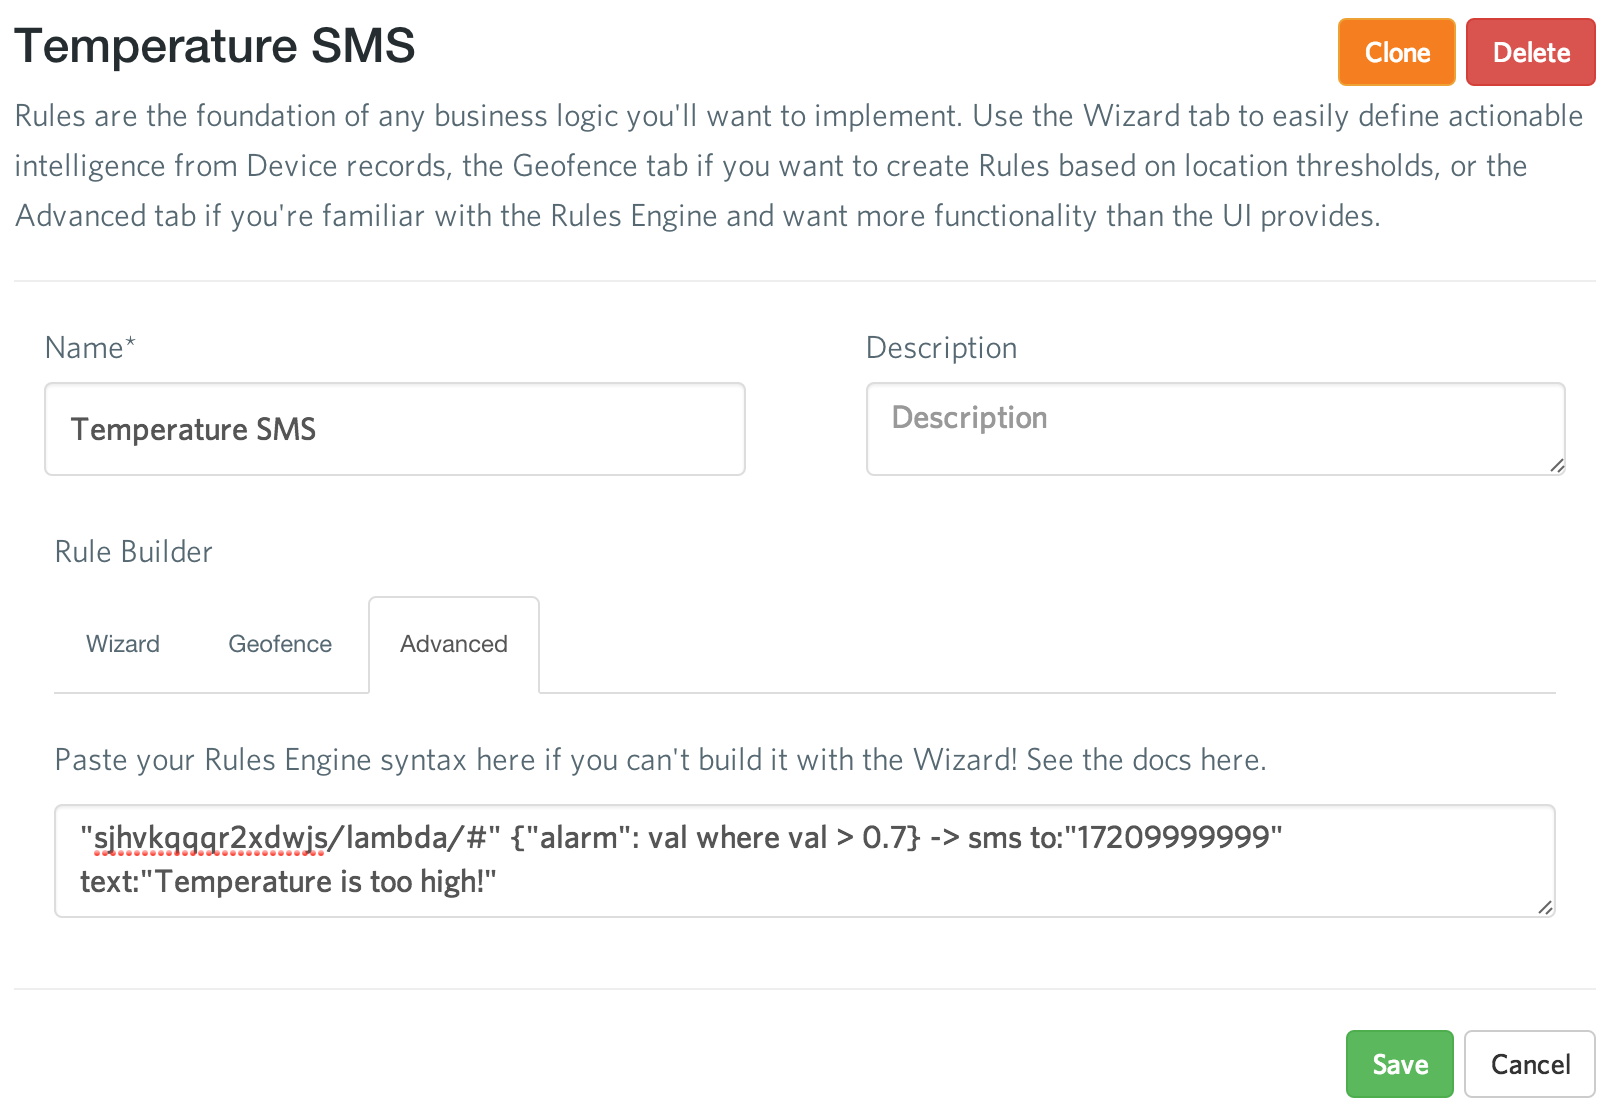 Temperature SMS
Clone
Delete
Rules are the foundation of any business logic you'll want to implement. Use the Wizard tab to easily define actionable
intelligence from Device records, the Geofence tab if you want to create Rules based on location thresholds, or the
Advanced tab if you're familiar with the Rules Engine and want more functionality than the UI provides.
Name*
Description
Temperature SMS
Description
Rule Builder
Wizard
Geofence
Advanced
Paste your Rules Engine syntax here if you can't build it with the Wizard! See the docs here.
"sjhvkqqqr2xdwjs/lambda/#" {"alarm": val where val > 0.7} -> sms to:"17209999999"
text:"Temperature is too high!"
Save
Cancel